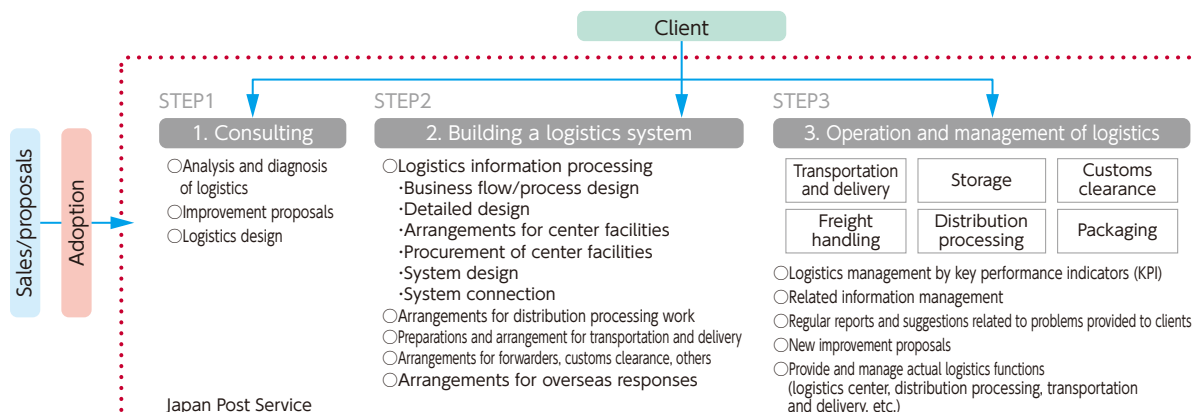 Client
Sales/proposals
Adoption
STEP1
1. Consulting
○Analysis and diagnosis
of logistics
○Improvement proposals
○Logistics design
STEP2
2. Building a logistics system
○Logistics information processing
·Business flow/process design
·Detailed design
·Arrangements for center facilities
·Procurement of center facilities
·System design
·System connection
○Arrangements for distribution processing work
○Preparations and arrangement for transportation and delivery
○Arrangements for forwarders, customs clearance, others
○Arrangements for overseas responses
STEP3
3. Operation and management of logistics
Transportation
and delivery
Storage
Customs
clearance
Freight
handling
Distribution
processing
Packaging
○Logistics management by key performance indicators (KPI)
○Related information management
○Regular reports and suggestions related to problems provided to clients
○New improvement proposals
○Provide and manage actual logistics functions
(logistics center, distribution processing, transportation
and delivery, etc.)
Japan Post Service